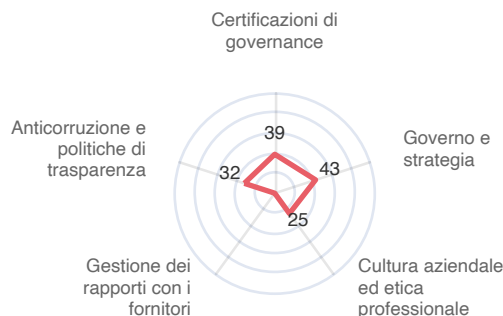 Certificazioni di
governance
39
Anticorruzione e
politiche di
trasparenza
32
43
Governo e
strategia
25
Gestione dei
rapporti con i
fornitori
Cultura aziendale
ed etica
professionale